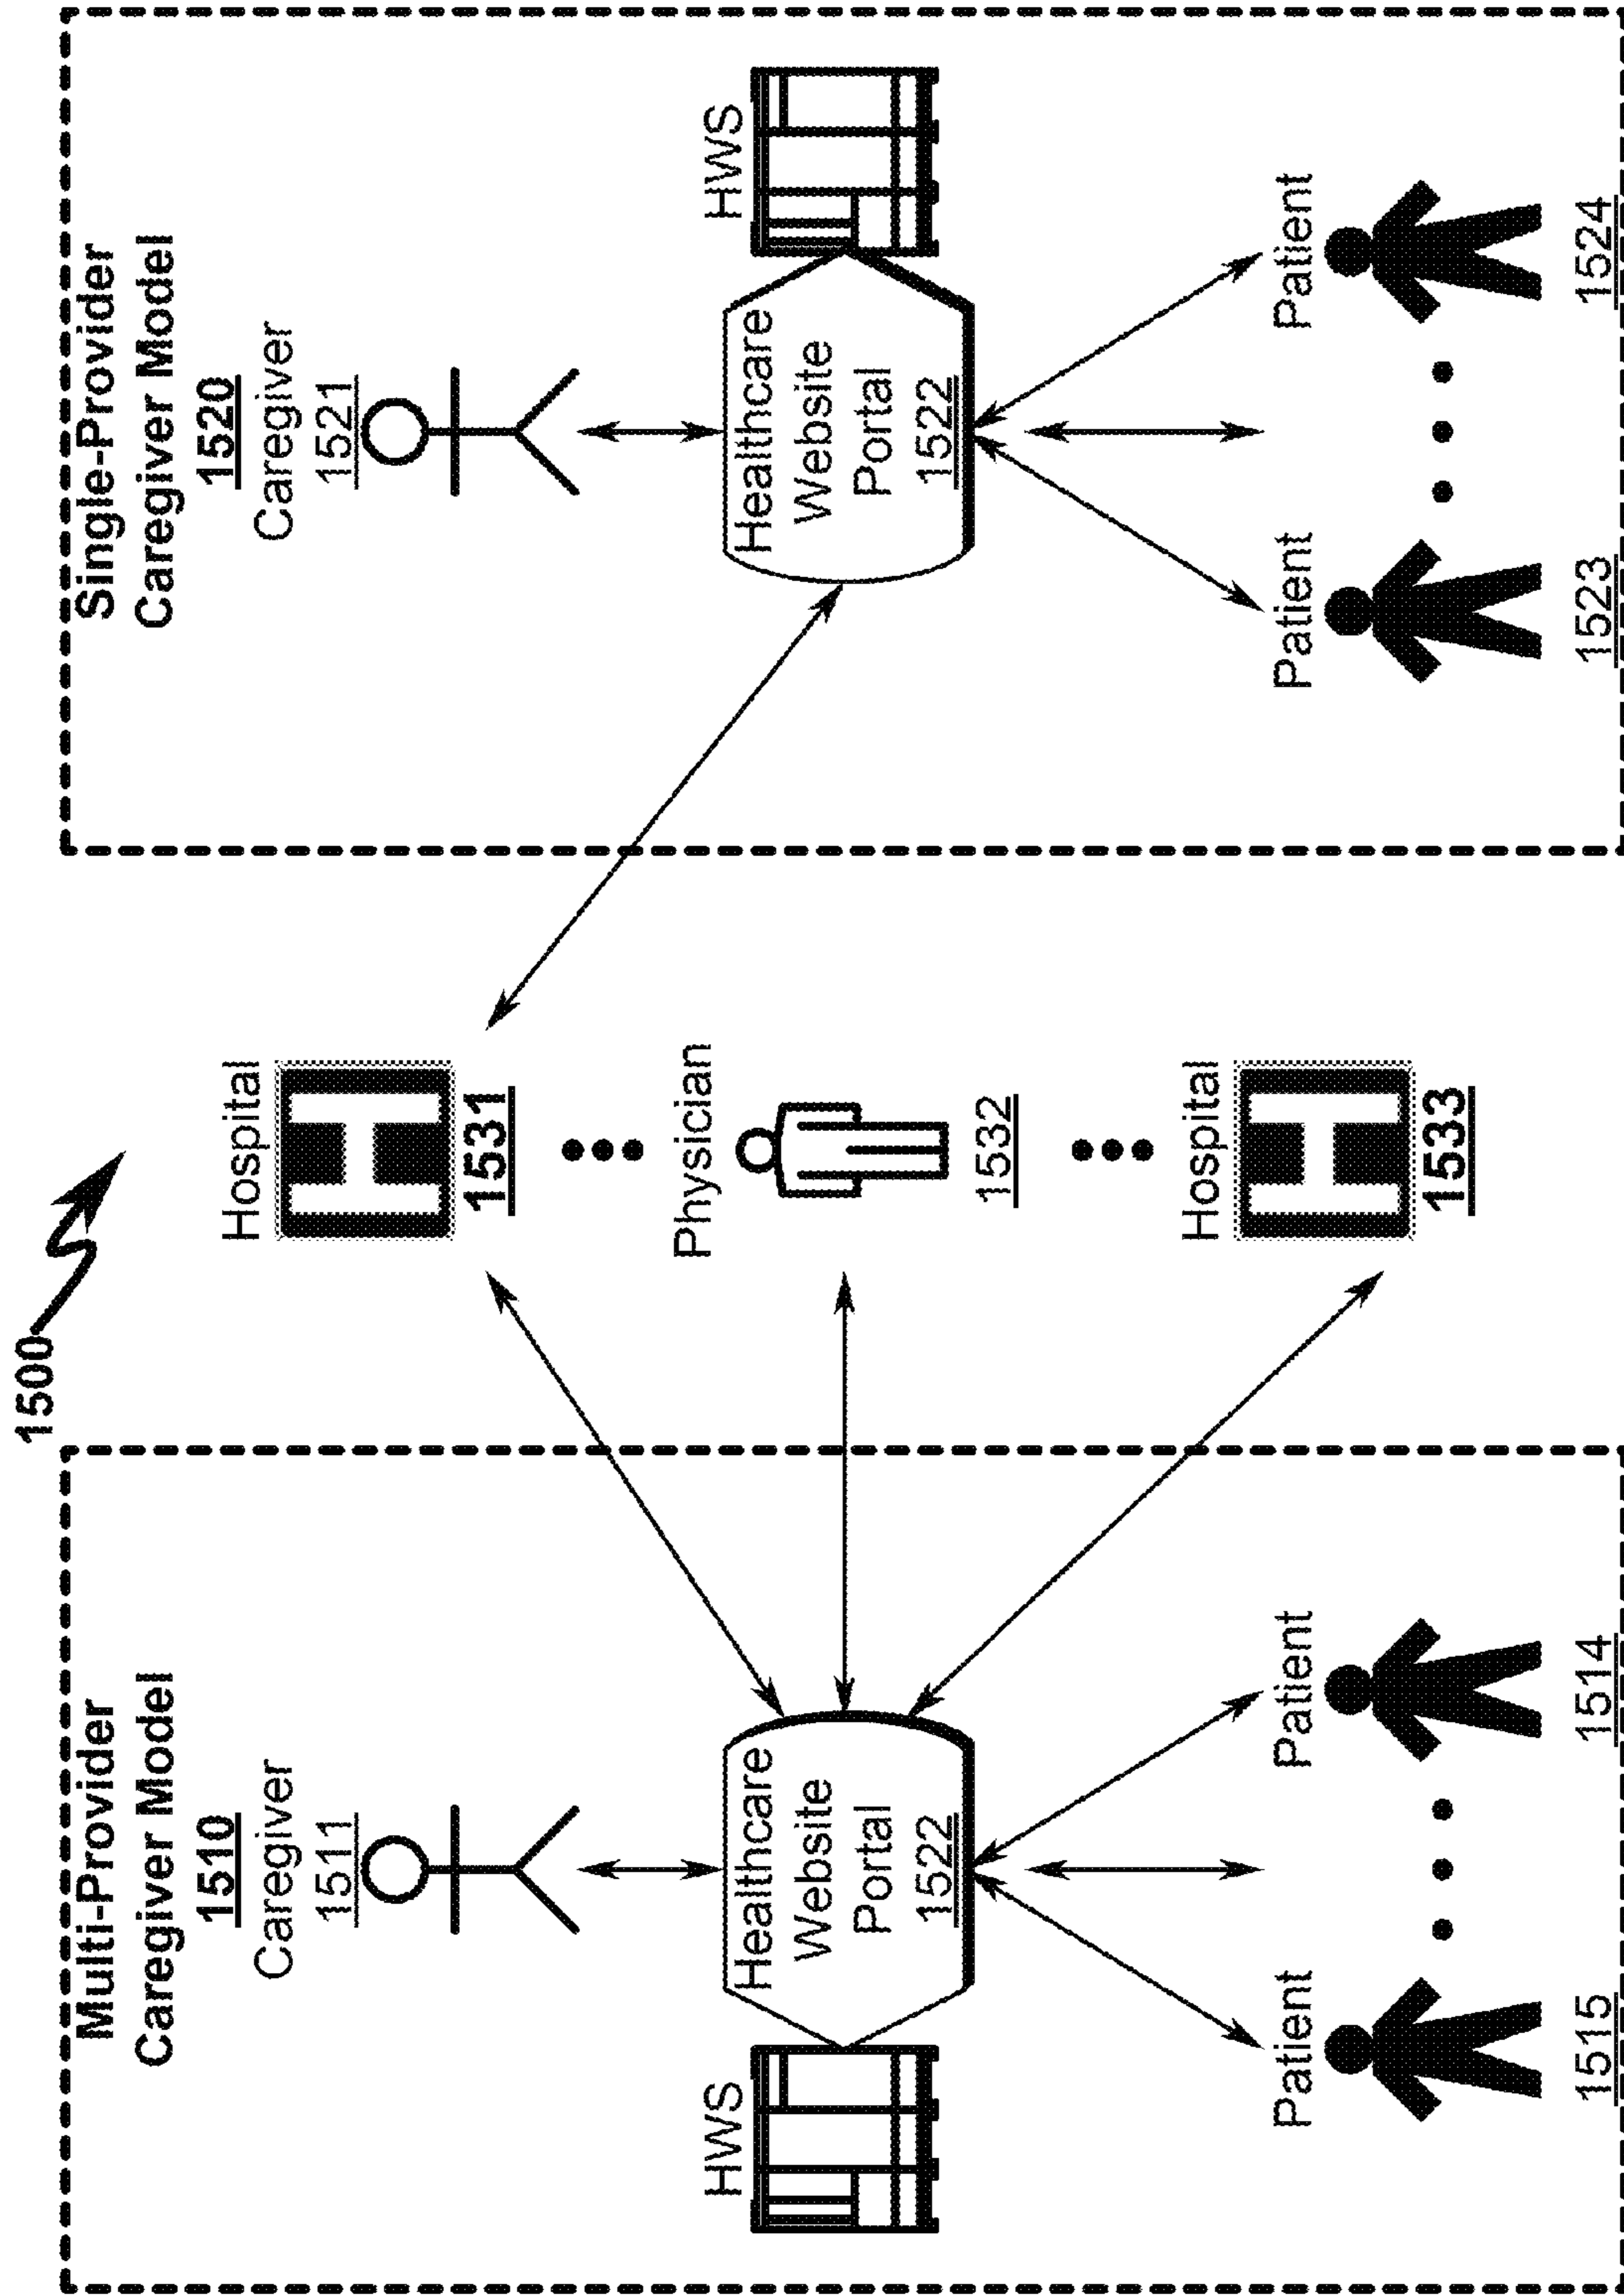 1500
Multi-Provider
Caregiver Model
1510
Caregiver
1511
HWS
Healthcare
Website
Portal
1522
Patient
1515
Patient
1514
Hospital
1531
Physician
1532
Hospital
1533
Single-Provider
Caregiver Model
1520
Caregiver
1521
Healthcare
Website
Portal
1522
HWS
Patient
1523
Patient
1524